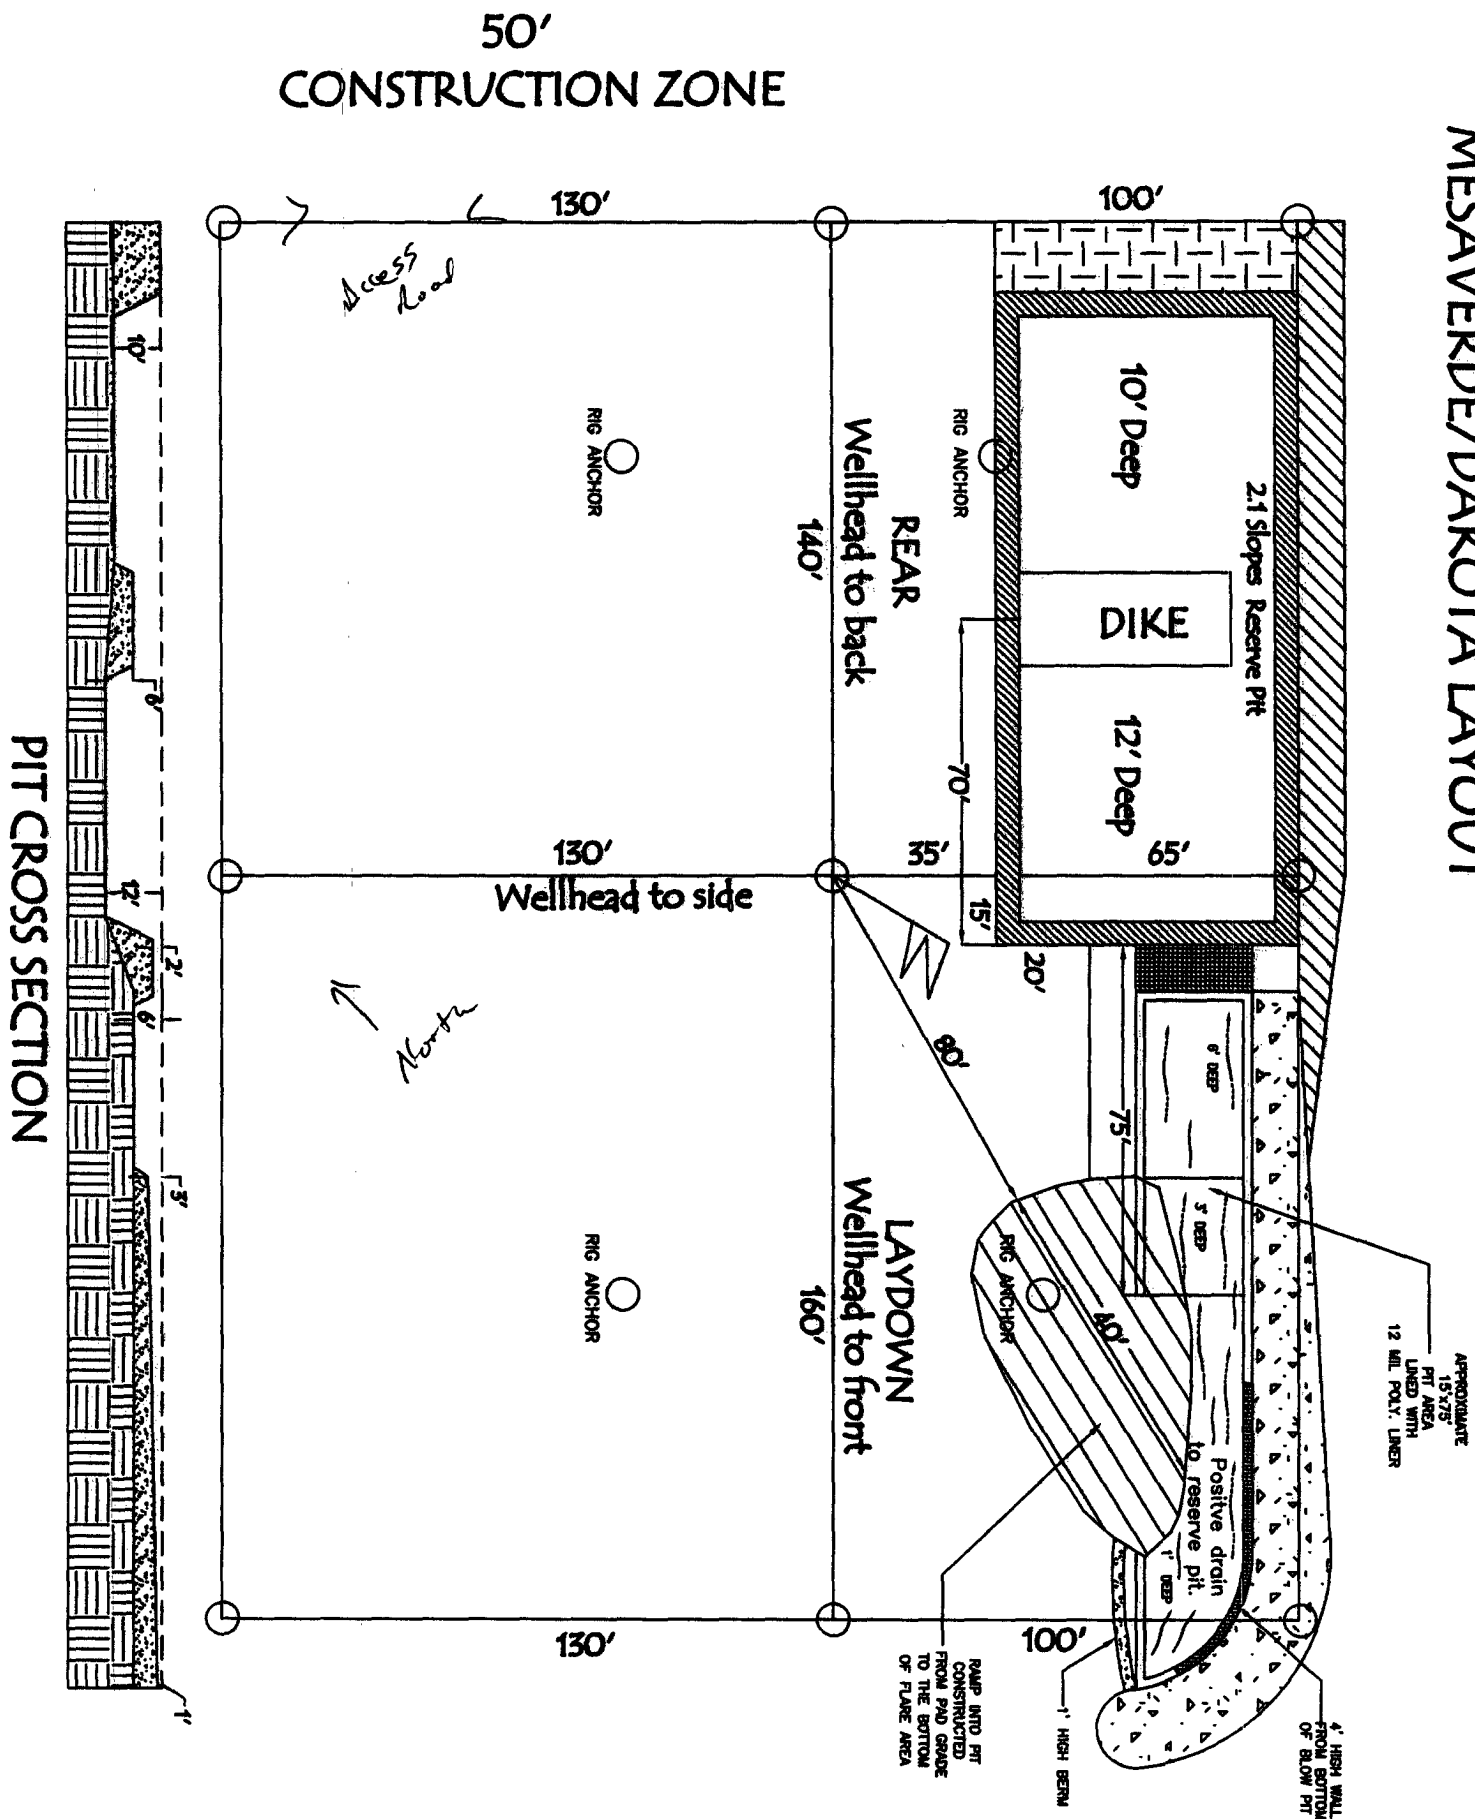 50'
CONSTRUCTION ZONE
MESAVERDE/DAKOTA LAYOUT
130'
100'
Access
Road
10' Deep
2.1 Slopes Reserve Pit
DIKE
12' Deep
RIG ANCHOR
RIG ANCHOR
REAR
Wellhead to back
140'
70'
130'
Wellhead to side
35'
65'
15'
20'
North
80'
75'
6' DEEP
3' DEEP
APPROXIMATE
15'x75'
PIT AREA
LINED WITH
12 MIL POLY. LINER
LAYDOWN
Wellhead to front
160'
RIG ANCHOR
RIG ANCHOR
40'
Positve drain
to reserve pit.
1' DEEP
130'
100'
RAMP INTO PIT
CONSTRUCTED
FROM PAD GRADE
TO THE BOTTOM
OF FLARE AREA
1' HIGH BERM
4' HIGH WALL
FROM BOTTOM
OF BLOW PIT
10'
6'
12'
2'
6'
3'
1'
PIT CROSS SECTION